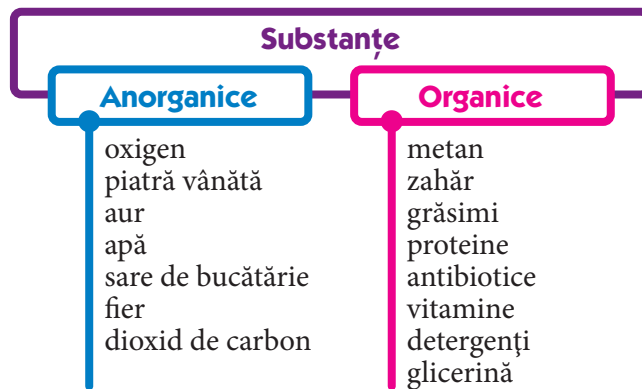 Substanțe
Anorganice
oxigen
piatră vânătă
aur
apă
sare de bucătărie
fier
dioxid de carbon
Organice
metan
zahăr
grăsimi
proteine
antibiotice
vitamine
detergenţi
glicerină